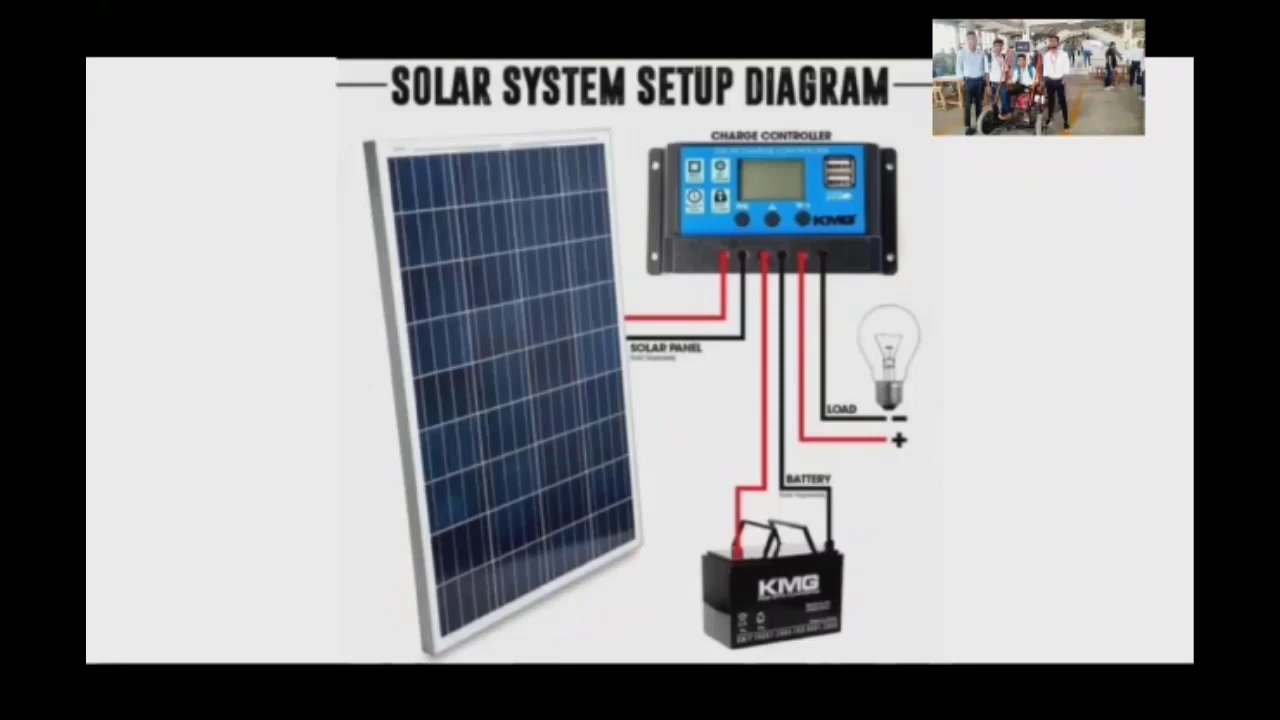 SOLAR SYSTEM SETUP DIAGRAM
CHARGE CONTROLLER
KMG
SOLAR PANEL
LOAD
BATTERY
KMG